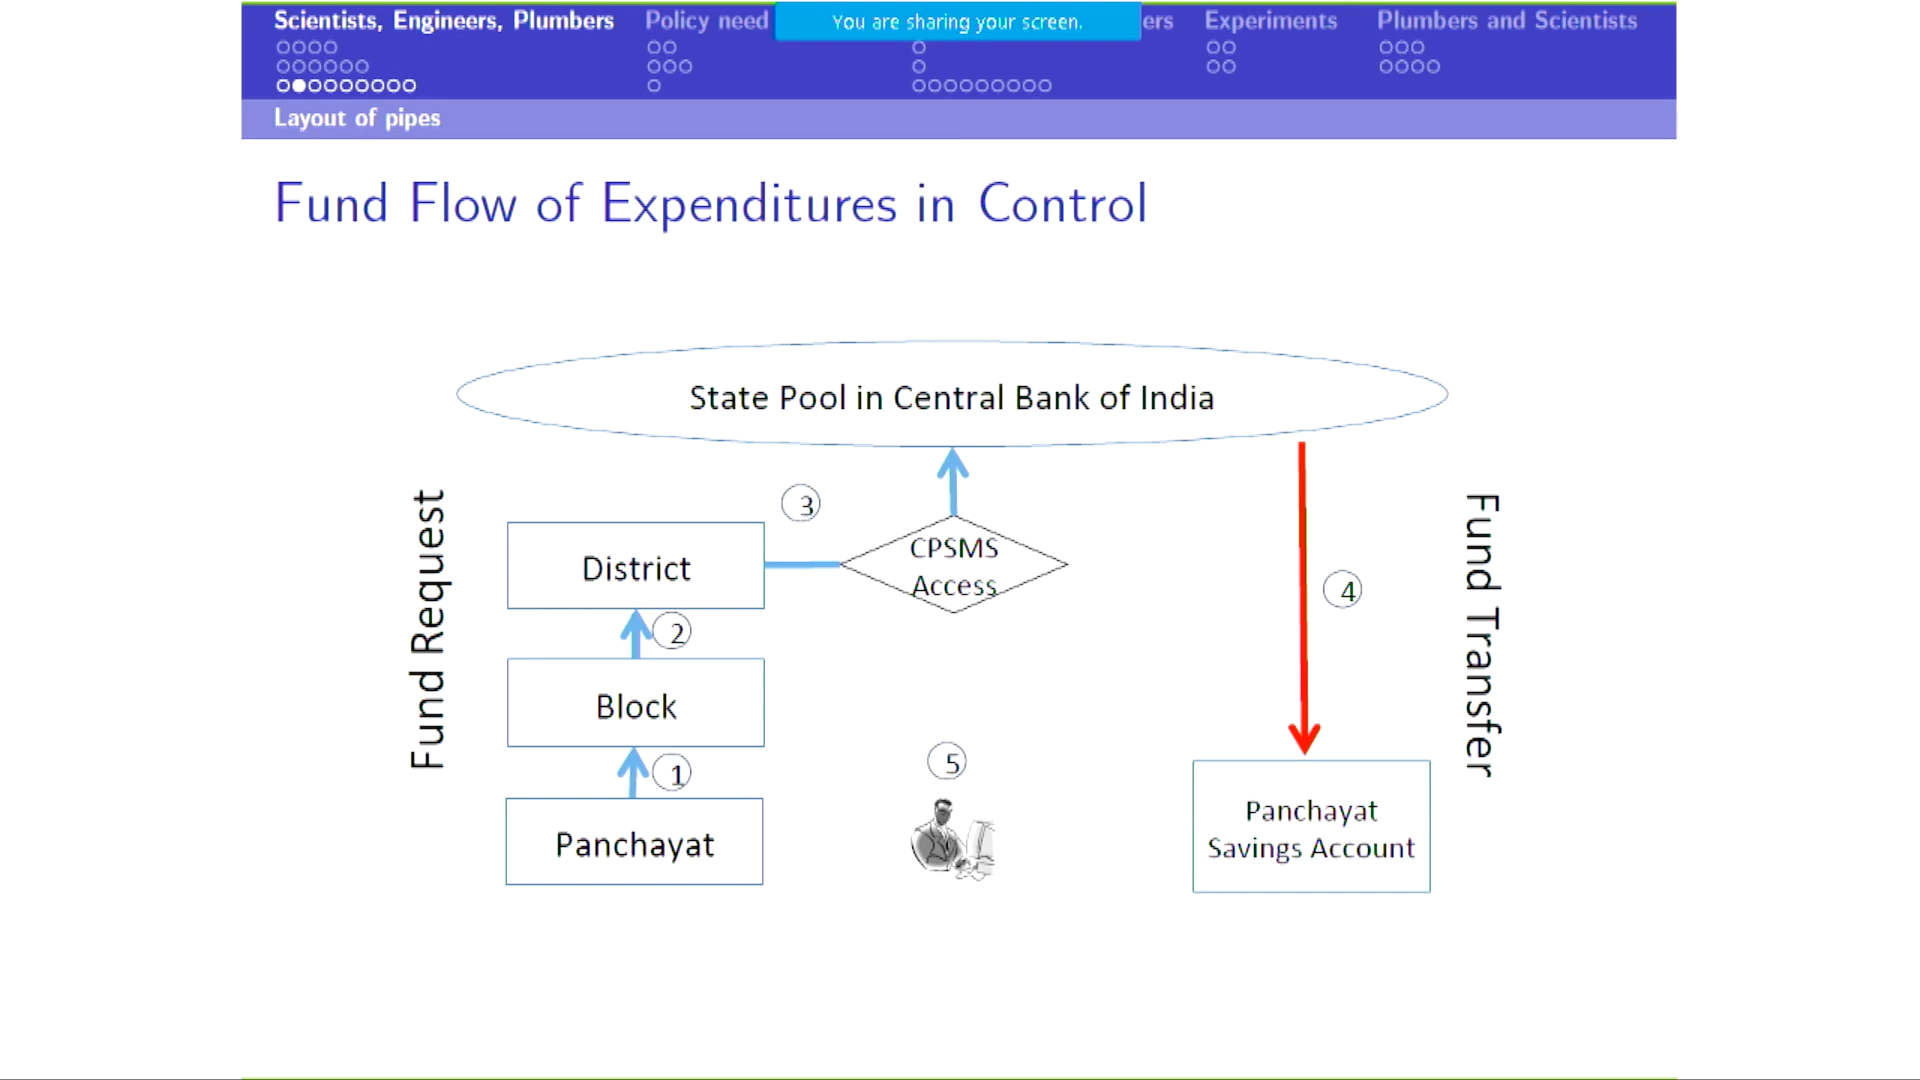 Scientists, Engineers, Plumbers
Policy need
You are sharing your screen.
ers
Experiments
Plumbers and Scientists
Layout of pipes
Fund Flow of Expenditures in Control
State Pool in Central Bank of India
Fund Request
3
District
CPSMS
Access
4
Fund Transfer
2
Block
1
5
Panchayat
Panchayat
Savings Account